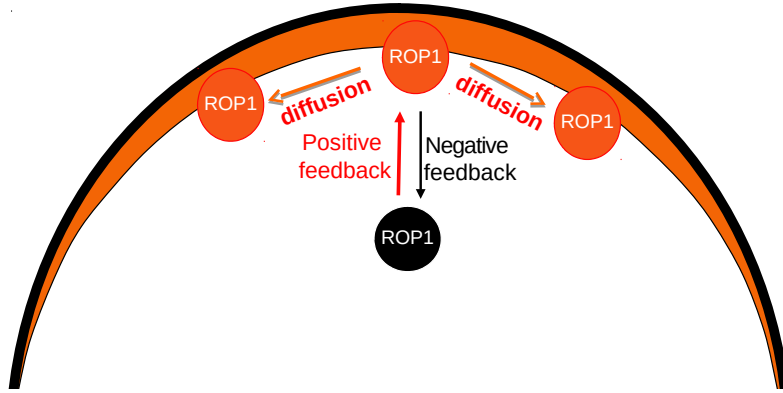 ROP1
ROP1
diffusion
diffusion
ROP1
Positive
feedback
Negative
feedback
ROP1